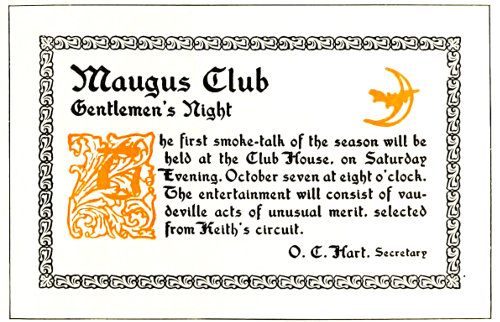 Maugus Club
Gentlemen's Night
The first smoke-talk of the season will be
held at the Club House, on Saturday
Evening, October seven at eight o'clock.
The entertainment will consist of vau-
deville acts of unusual merit, selected
from Keith's circuit.
O. C. Hart, Secretary